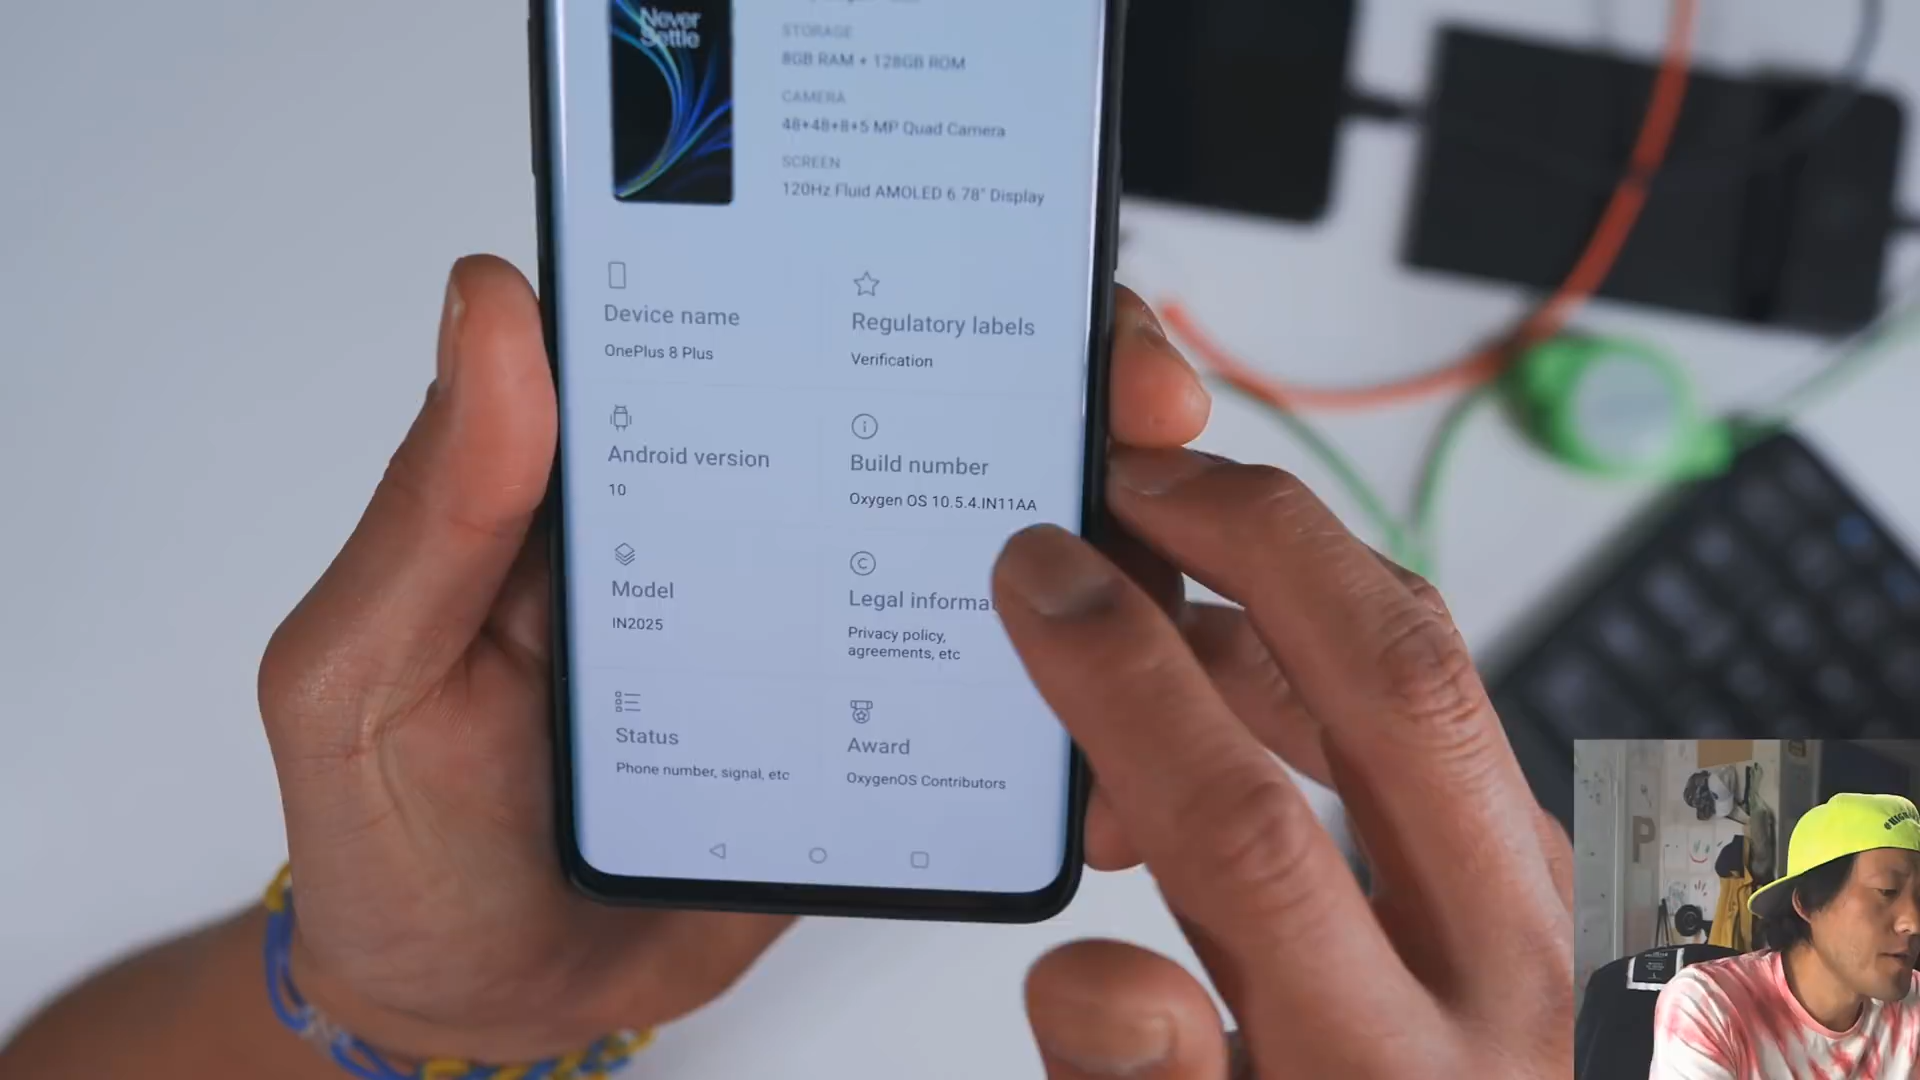 Never
Settle
STORAGE
8GB RAM + 128GB ROM
CAMERA
48+48+8+5 MP Quad Camera
SCREEN
120Hz Fluid AMOLED 6.78" Display
Device name
OnePlus 8 Plus
Regulatory labels
Verification
Android version
10
Build number
Oxygen OS 10.5.4.IN11AA
Model
IN2025
Legal informa
Privacy policy,
agreements, etc
Status
Phone number, signal, etc
Award
OxygenOS Contributors
P